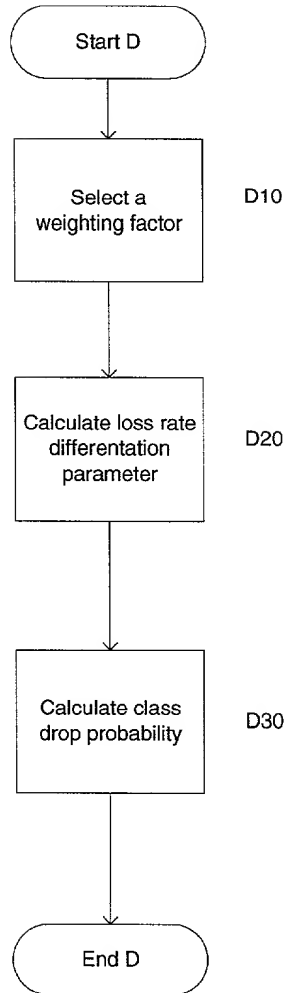 Start D
Select a
weighting factor
D10
Calculate loss rate
differentation
parameter
D20
Calculate class
drop probability
D30
End D